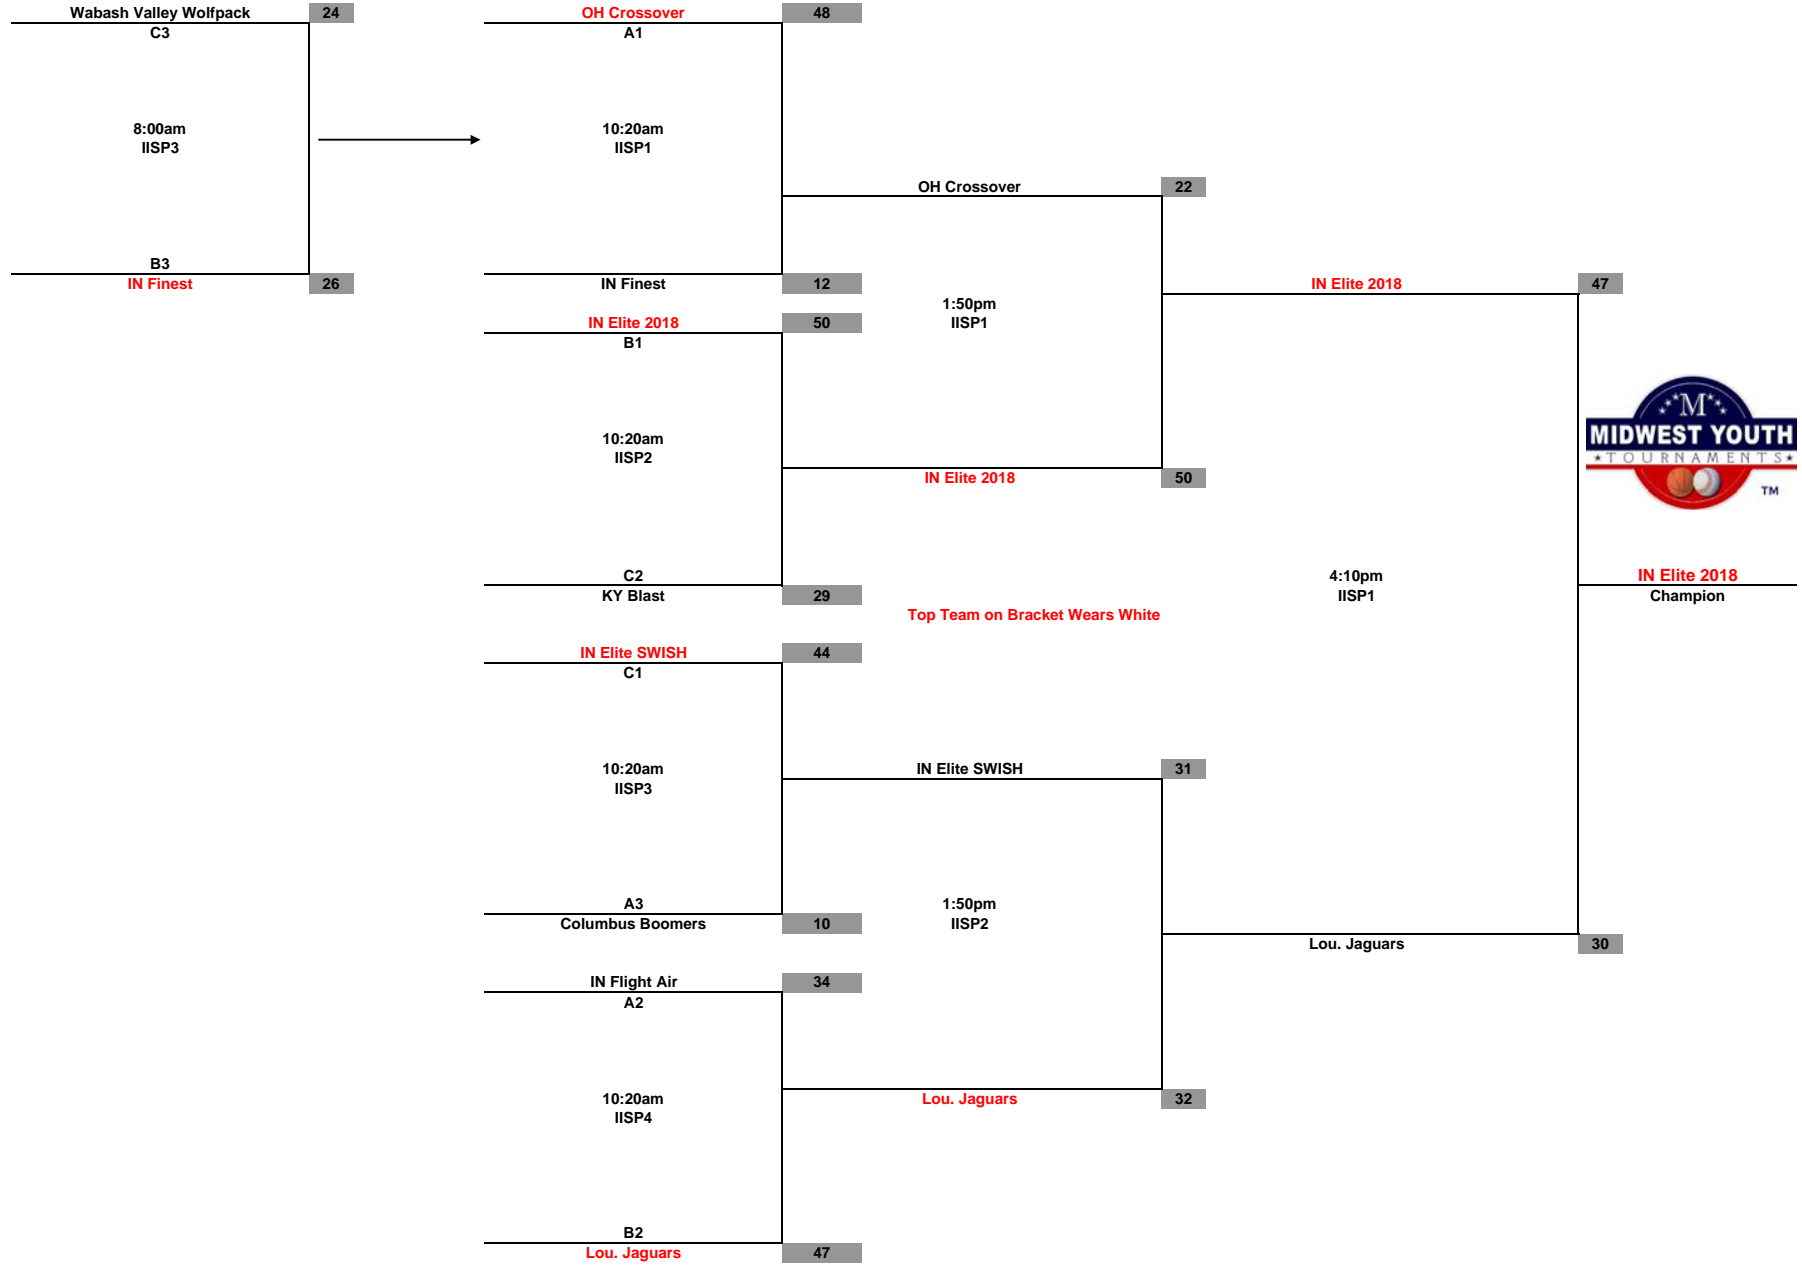 Wabash Valley Wolfpack 24
C3
8:00am
IISP3
B3
IN Finest 26
OH Crossover 48
A1
10:20am
IISP1
IN Finest 12
IN Elite 2018 50
B1
10:20am
IISP2
C2
KY Blast 29
IN Elite SWISH 44
C1
10:20am
IISP3
A3
Columbus Boomers 10
IN Flight Air 34
A2
10:20am
IISP4
B2
Lou. Jaguars 47
OH Crossover 22
1:50pm
IISP1
IN Elite 2018 50
Top Team on Bracket Wears White
IN Elite SWISH 31
1:50pm
IISP2
Lou. Jaguars 32
IN Elite 2018 47
4:10pm
IISP1
Lou. Jaguars 30
M
MIDWEST YOUTH
TOURNAMENTS
TM
IN Elite 2018
Champion